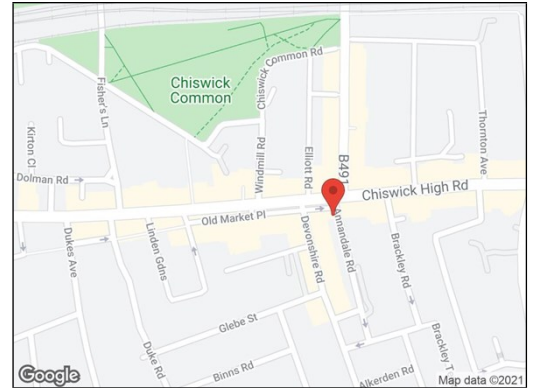 Chiswick Common Rd
Chiswick
Common
Fisher's Ln
Kirton Cl
Windmill Rd
Elliott Rd
B491
Thornton Ave
Dolman Rd
Chiswick High Rd
Old Market Pl
Annandale Rd
Devonshire Rd
Linden Gdns
Dukes Ave
Brackley Rd
Glebe St
Duke Rd
Binns Rd
Brackley T
Alkerden Rd
Google
Map data ©2021